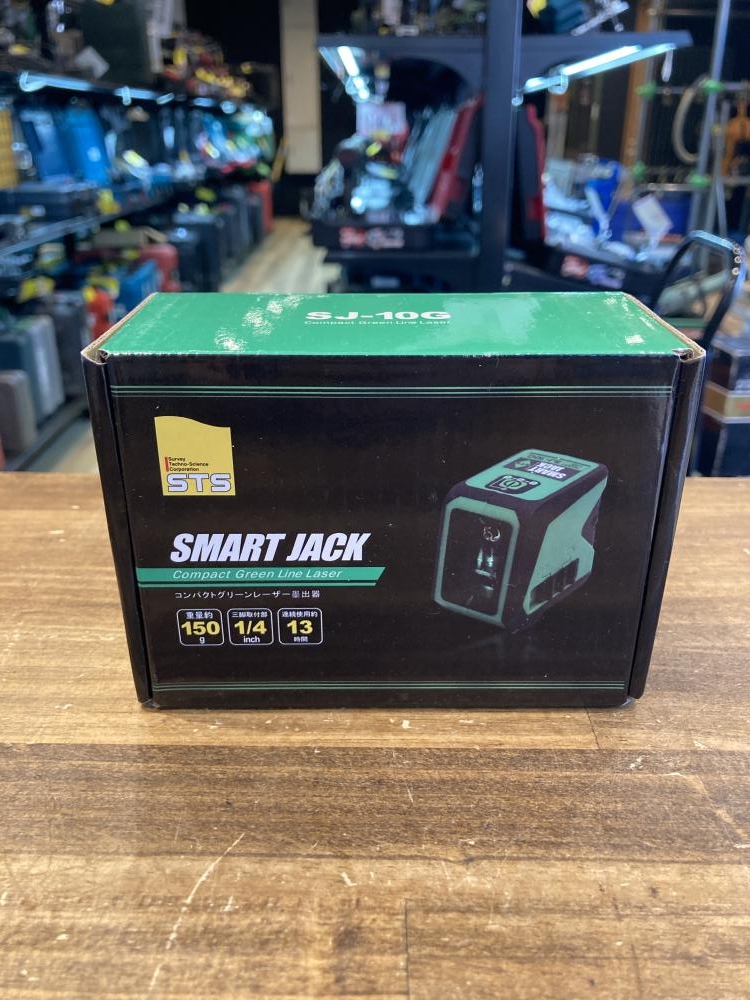 SJ-10G
Compact Green Line Laser
Survey
Techno-Science
Corporation
STS
SMART JACK
SMART JACK
Compact Green Line Laser
コンパクトグリーンレーザー墨出器
重量約 三脚取付部 連続使用約
150 1/4 13
g inch 時間